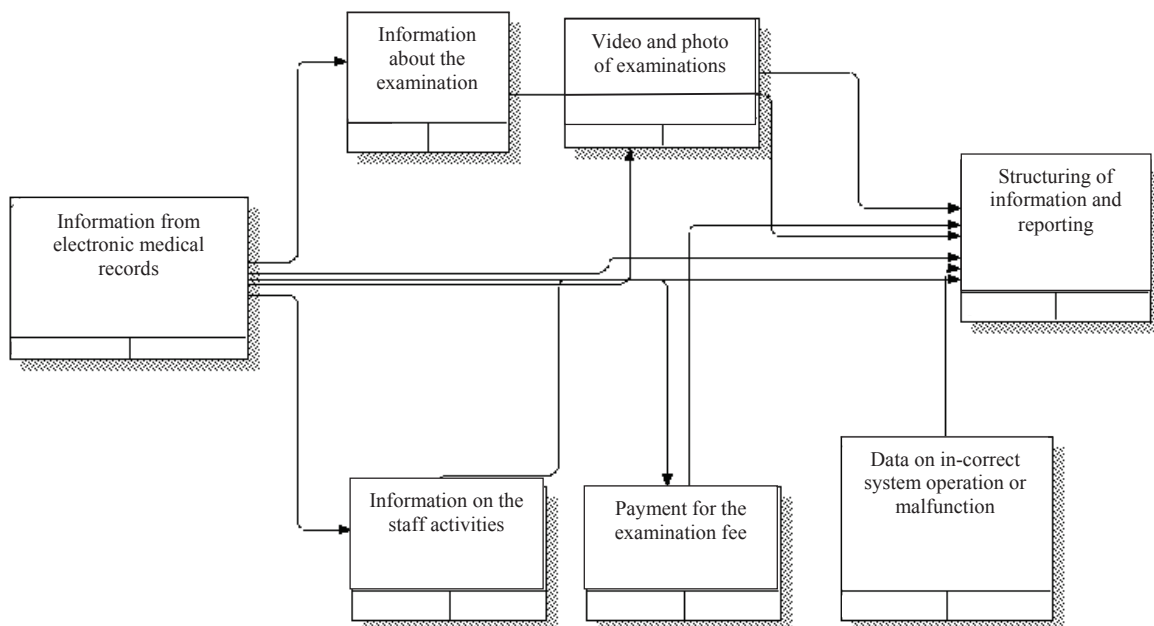 Information
about the
examination
Video and photo
of examinations
Structuring of
information and
reporting
Information from
electronic medical
records
Information on the
staff activities
Payment for the
examination fee
Data on in-correct
system operation or
malfunction